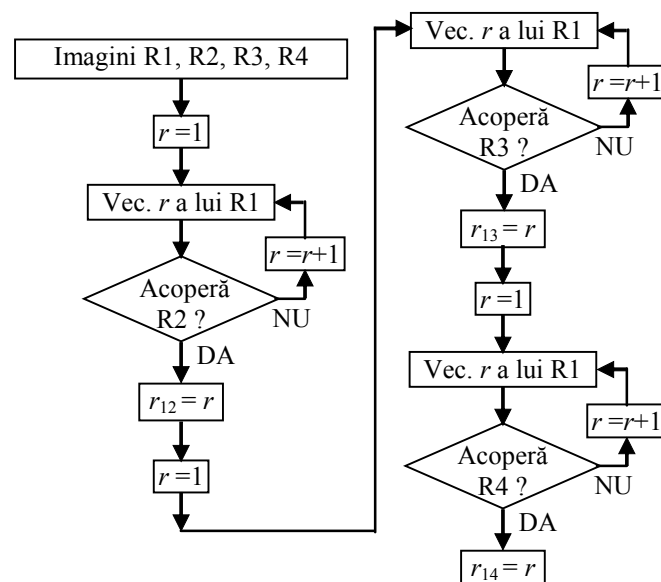 Imagini R1, R2, R3, R4
r =1
Vec. r a lui R1
r =r+1
Acoperă
R2 ?
NU
DA
r12 = r
r =1
Vec. r a lui R1
r =r+1
Acoperă
R3 ?
NU
DA
r13 = r
r =1
Vec. r a lui R1
r =r+1
Acoperă
R4 ?
NU
DA
r14 = r